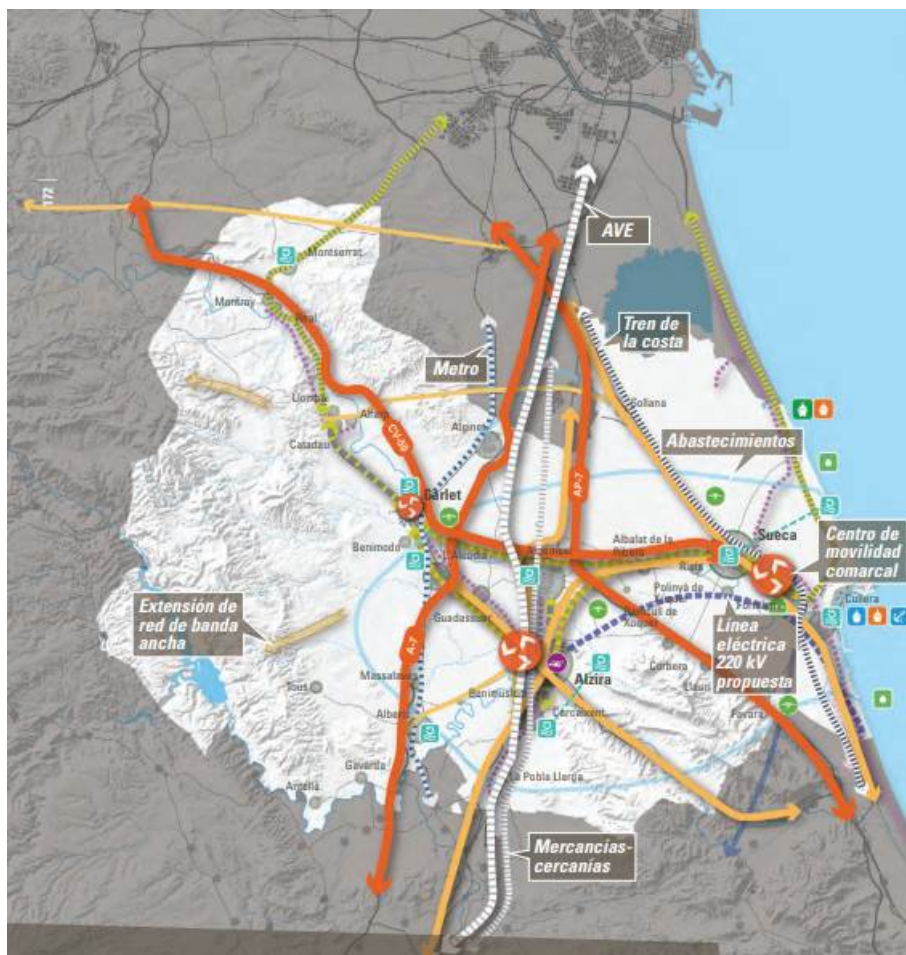 172
AVE
Montserrat
Montroy
Real
Tren de
la costa
Metro
Llombai
Alfarp
Sollana
Catadau
Alginet
CV-50
Abastecimientos
AP-7
Carlet
Sueca
Benimodo
L'Alcúdia
Algemesí
Albalat de la
Ribera
Riola
Centro de
movilidad
comarcal
Polinyà de
Cullera
Extensión de
red de banda
ancha
Guadassuar
Xúquer
Línea
eléctrica
220 kV
propuesta
A-7
Corbera
Massalavés
Alzira
Tous
Benimuslem
Llaurí
Alberic
Carcaixent
Favara
Gavarda
La Pobla Llarga
Antella
Mercancías-
cercanías